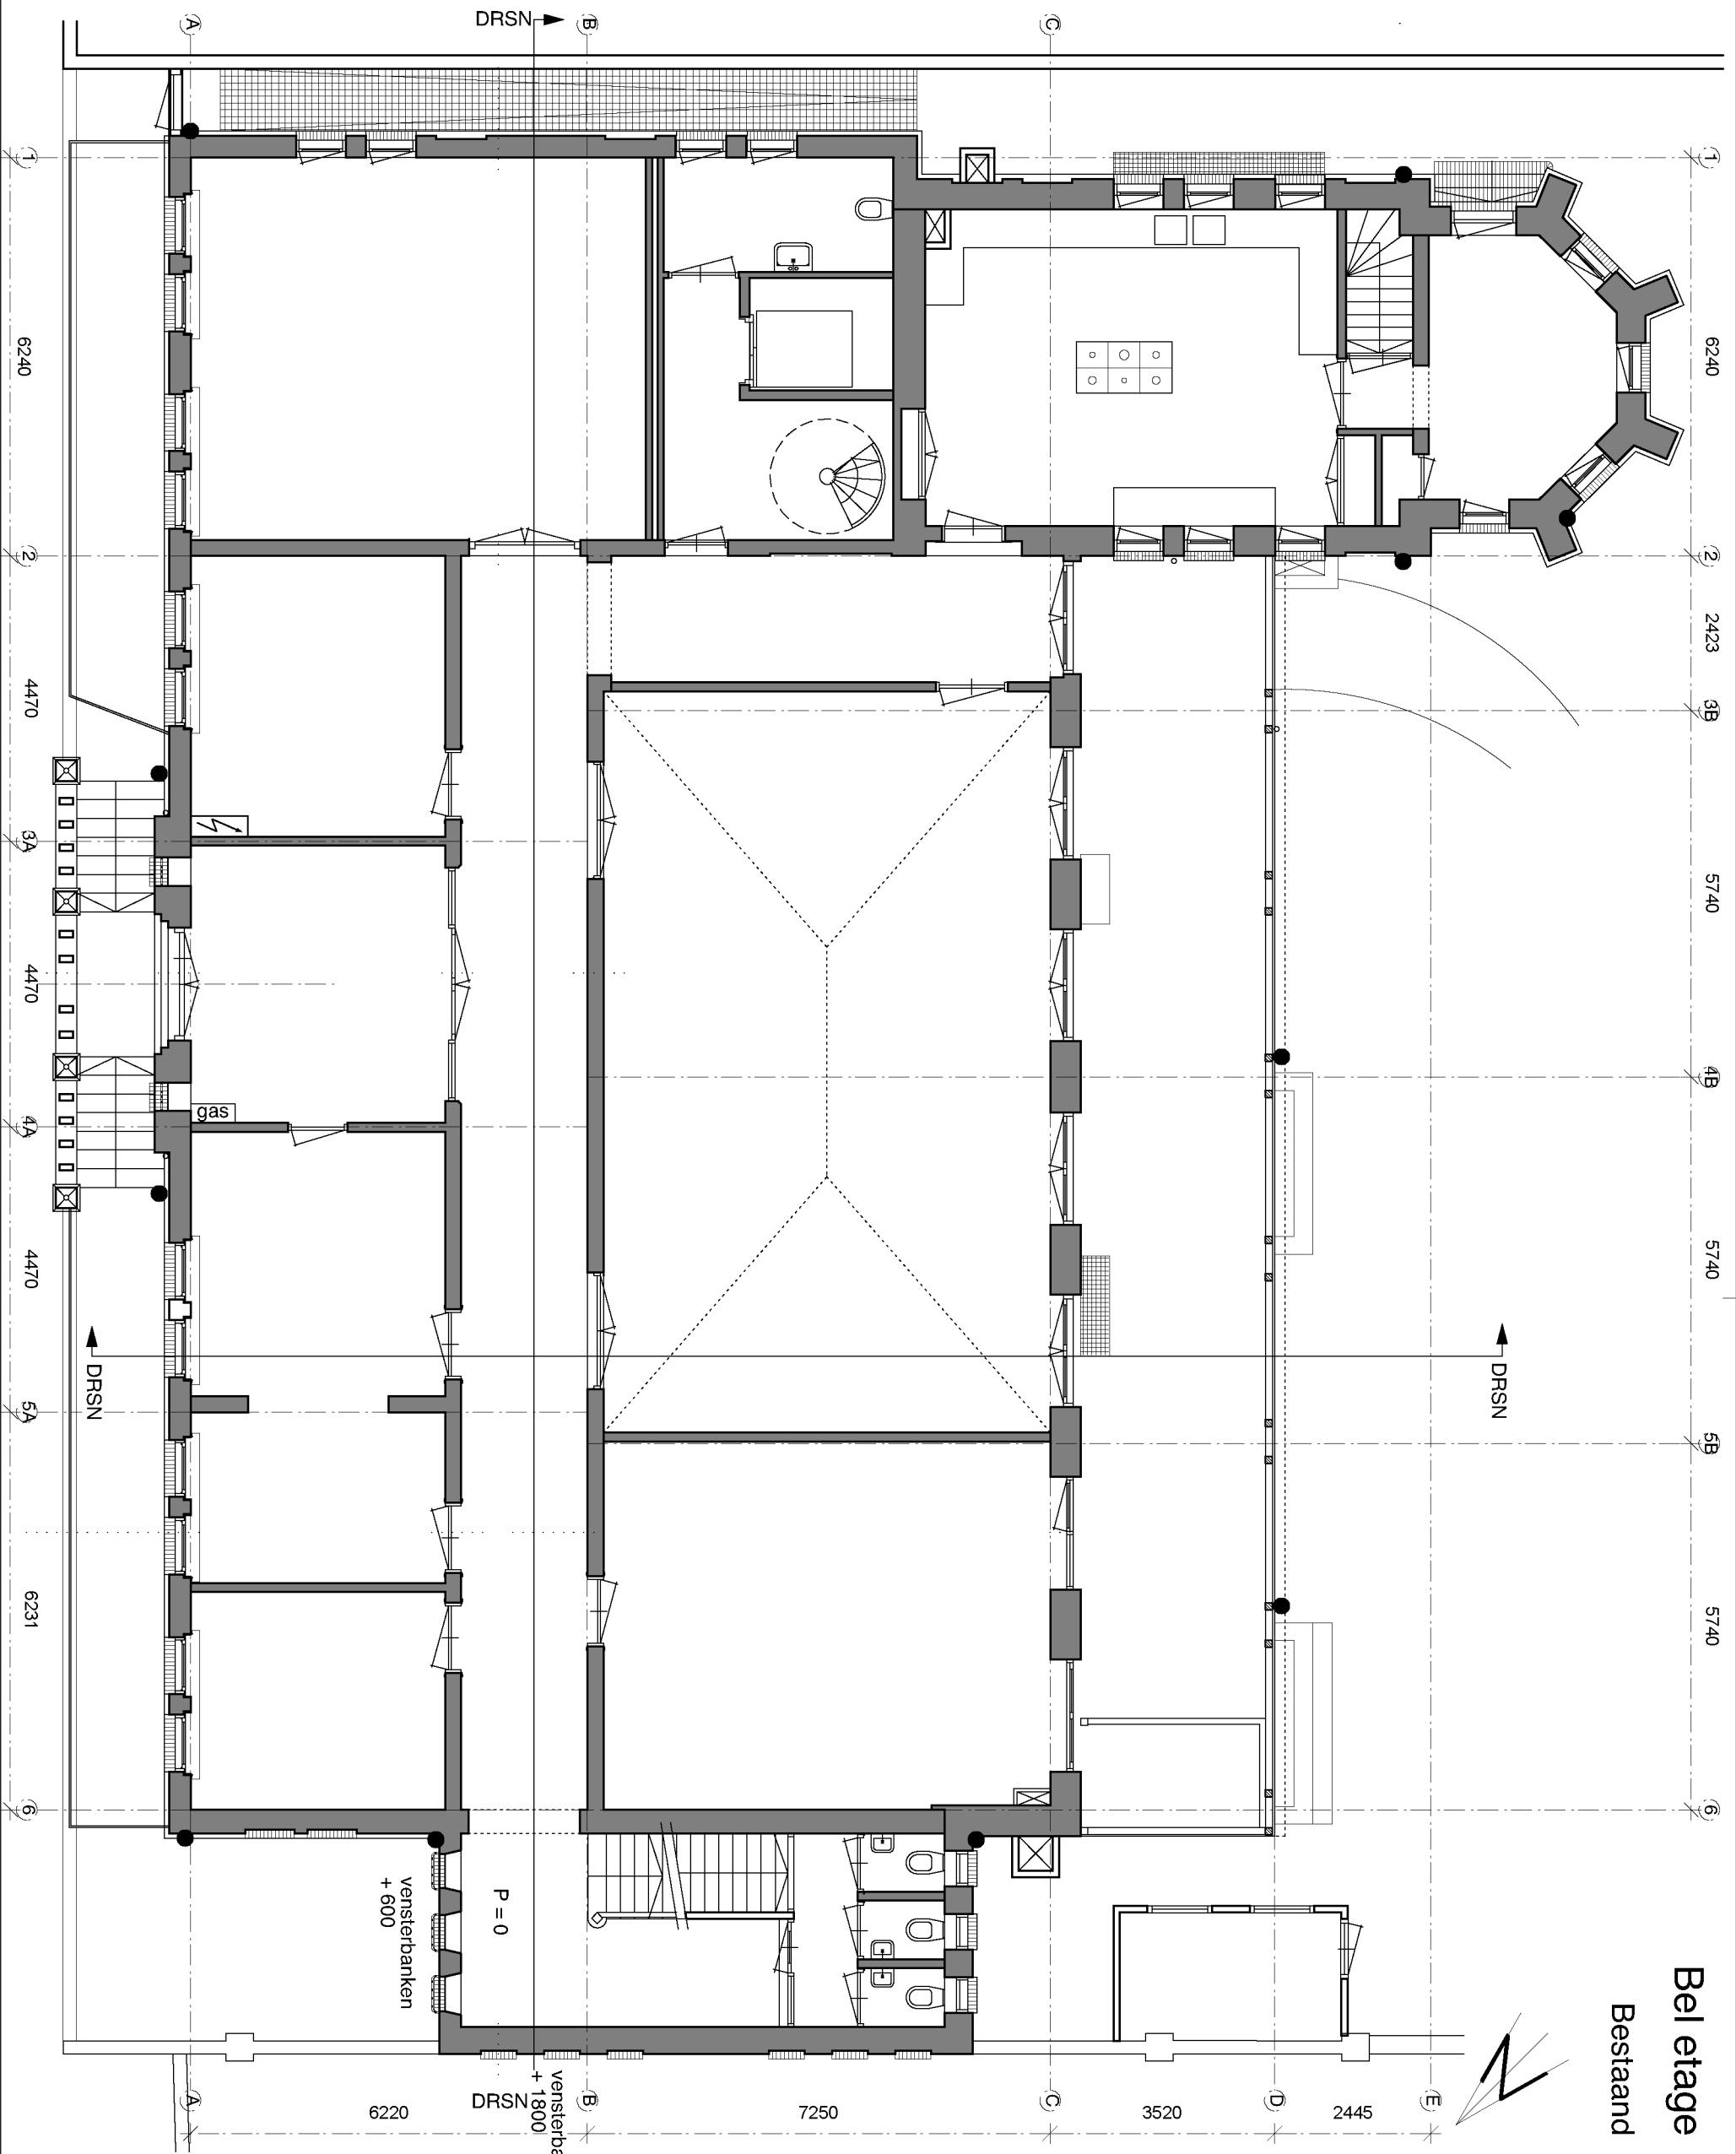 Bel etage
Bestaand
DRSN
A
B
C
1
1
6240
6240
2
2
2423
4470
3B
3A
5740
4470
4B
4A
gas
5740
4470
DRSN
DRSN
5A
5B
6231
5740
6
6
P = 0
vensterbanken
+ 600
vensterba
+ 1800
DRSN
A
B
C
D
E
6220
7250
3520
2445